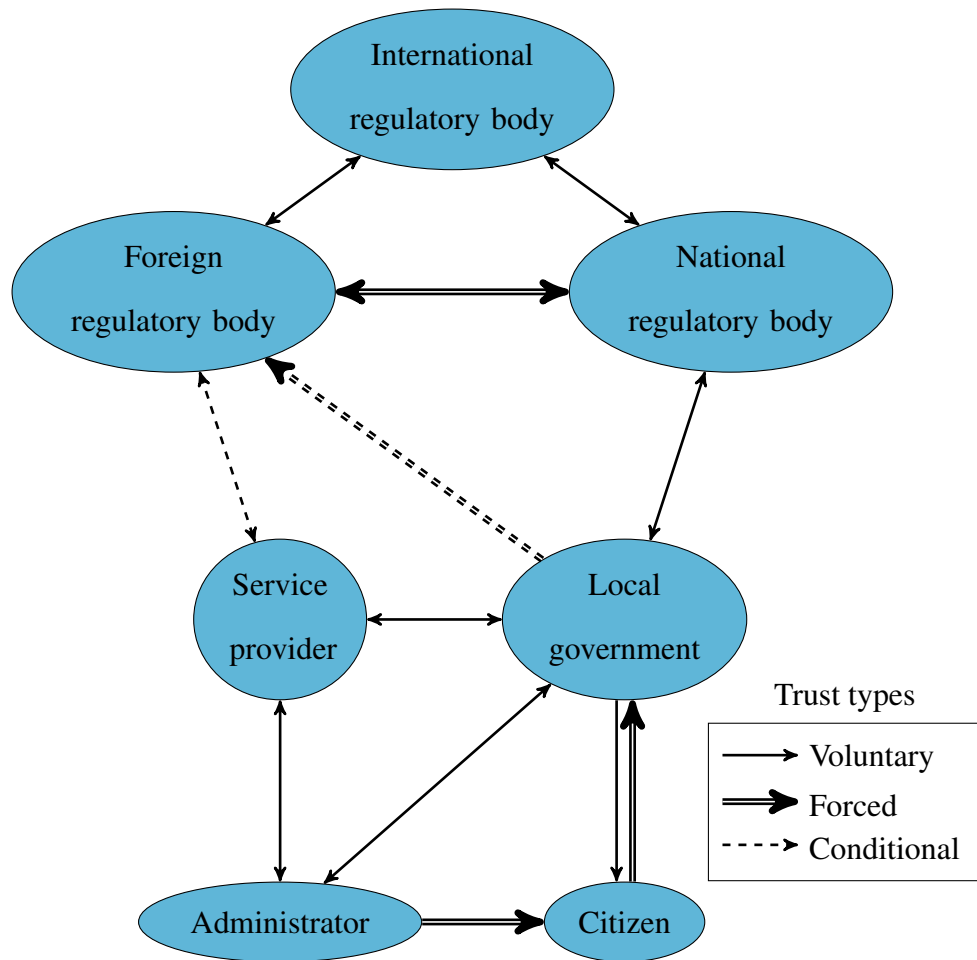 International
regulatory body
Foreign
regulatory body
National
regulatory body
Service
provider
Local
government
Trust types
Voluntary
Forced
Conditional
Administrator
Citizen